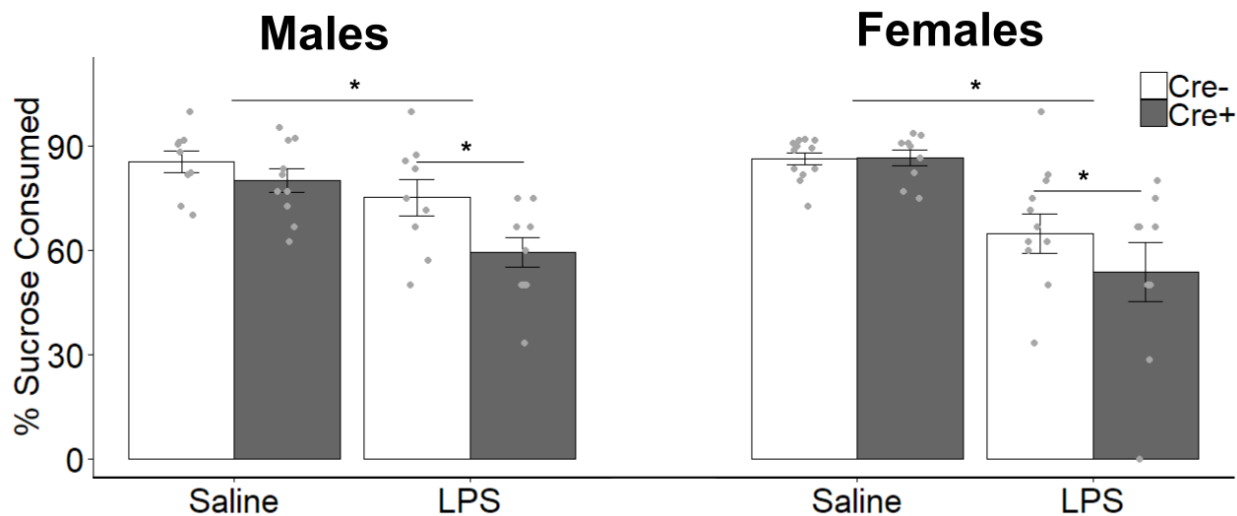 Males
Females
* *
Cre-
Cre+
* *
90
60
30
0
% Sucrose Consumed
Saline LPS Saline LPS